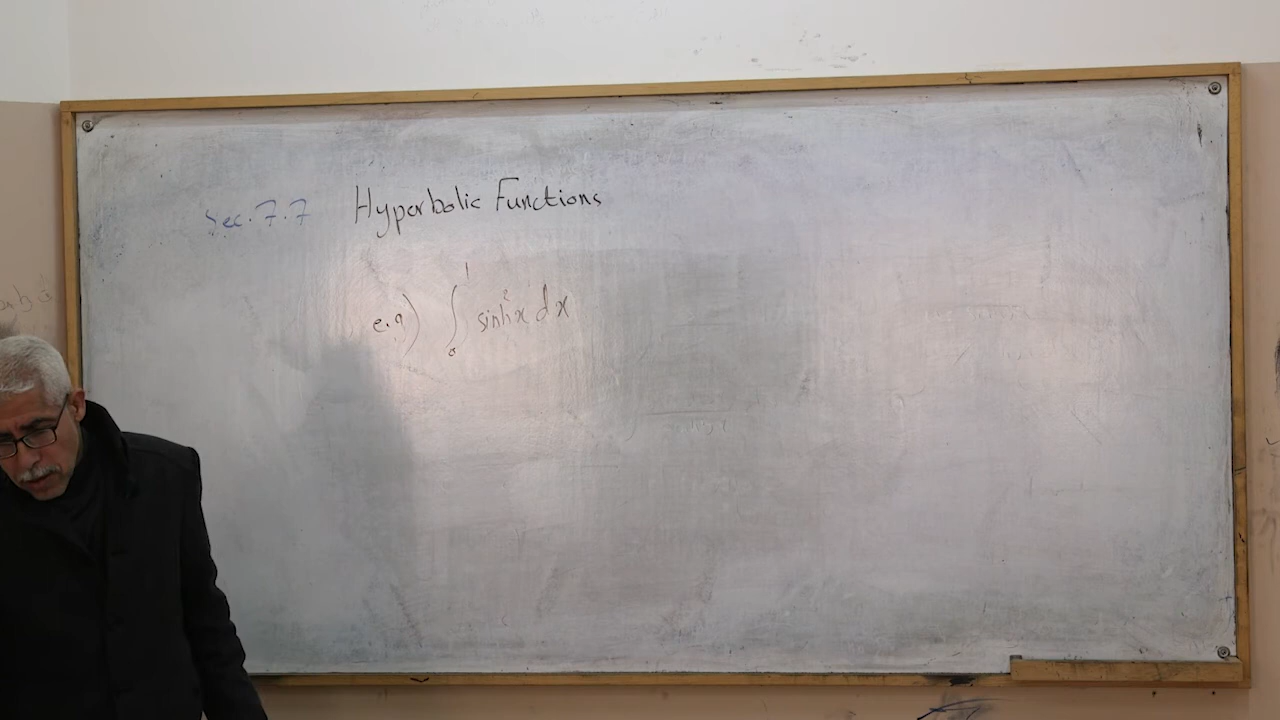 Sec. 7.7 Hyperbolic Functions
e.g) ∫₀¹ sinh²x dx